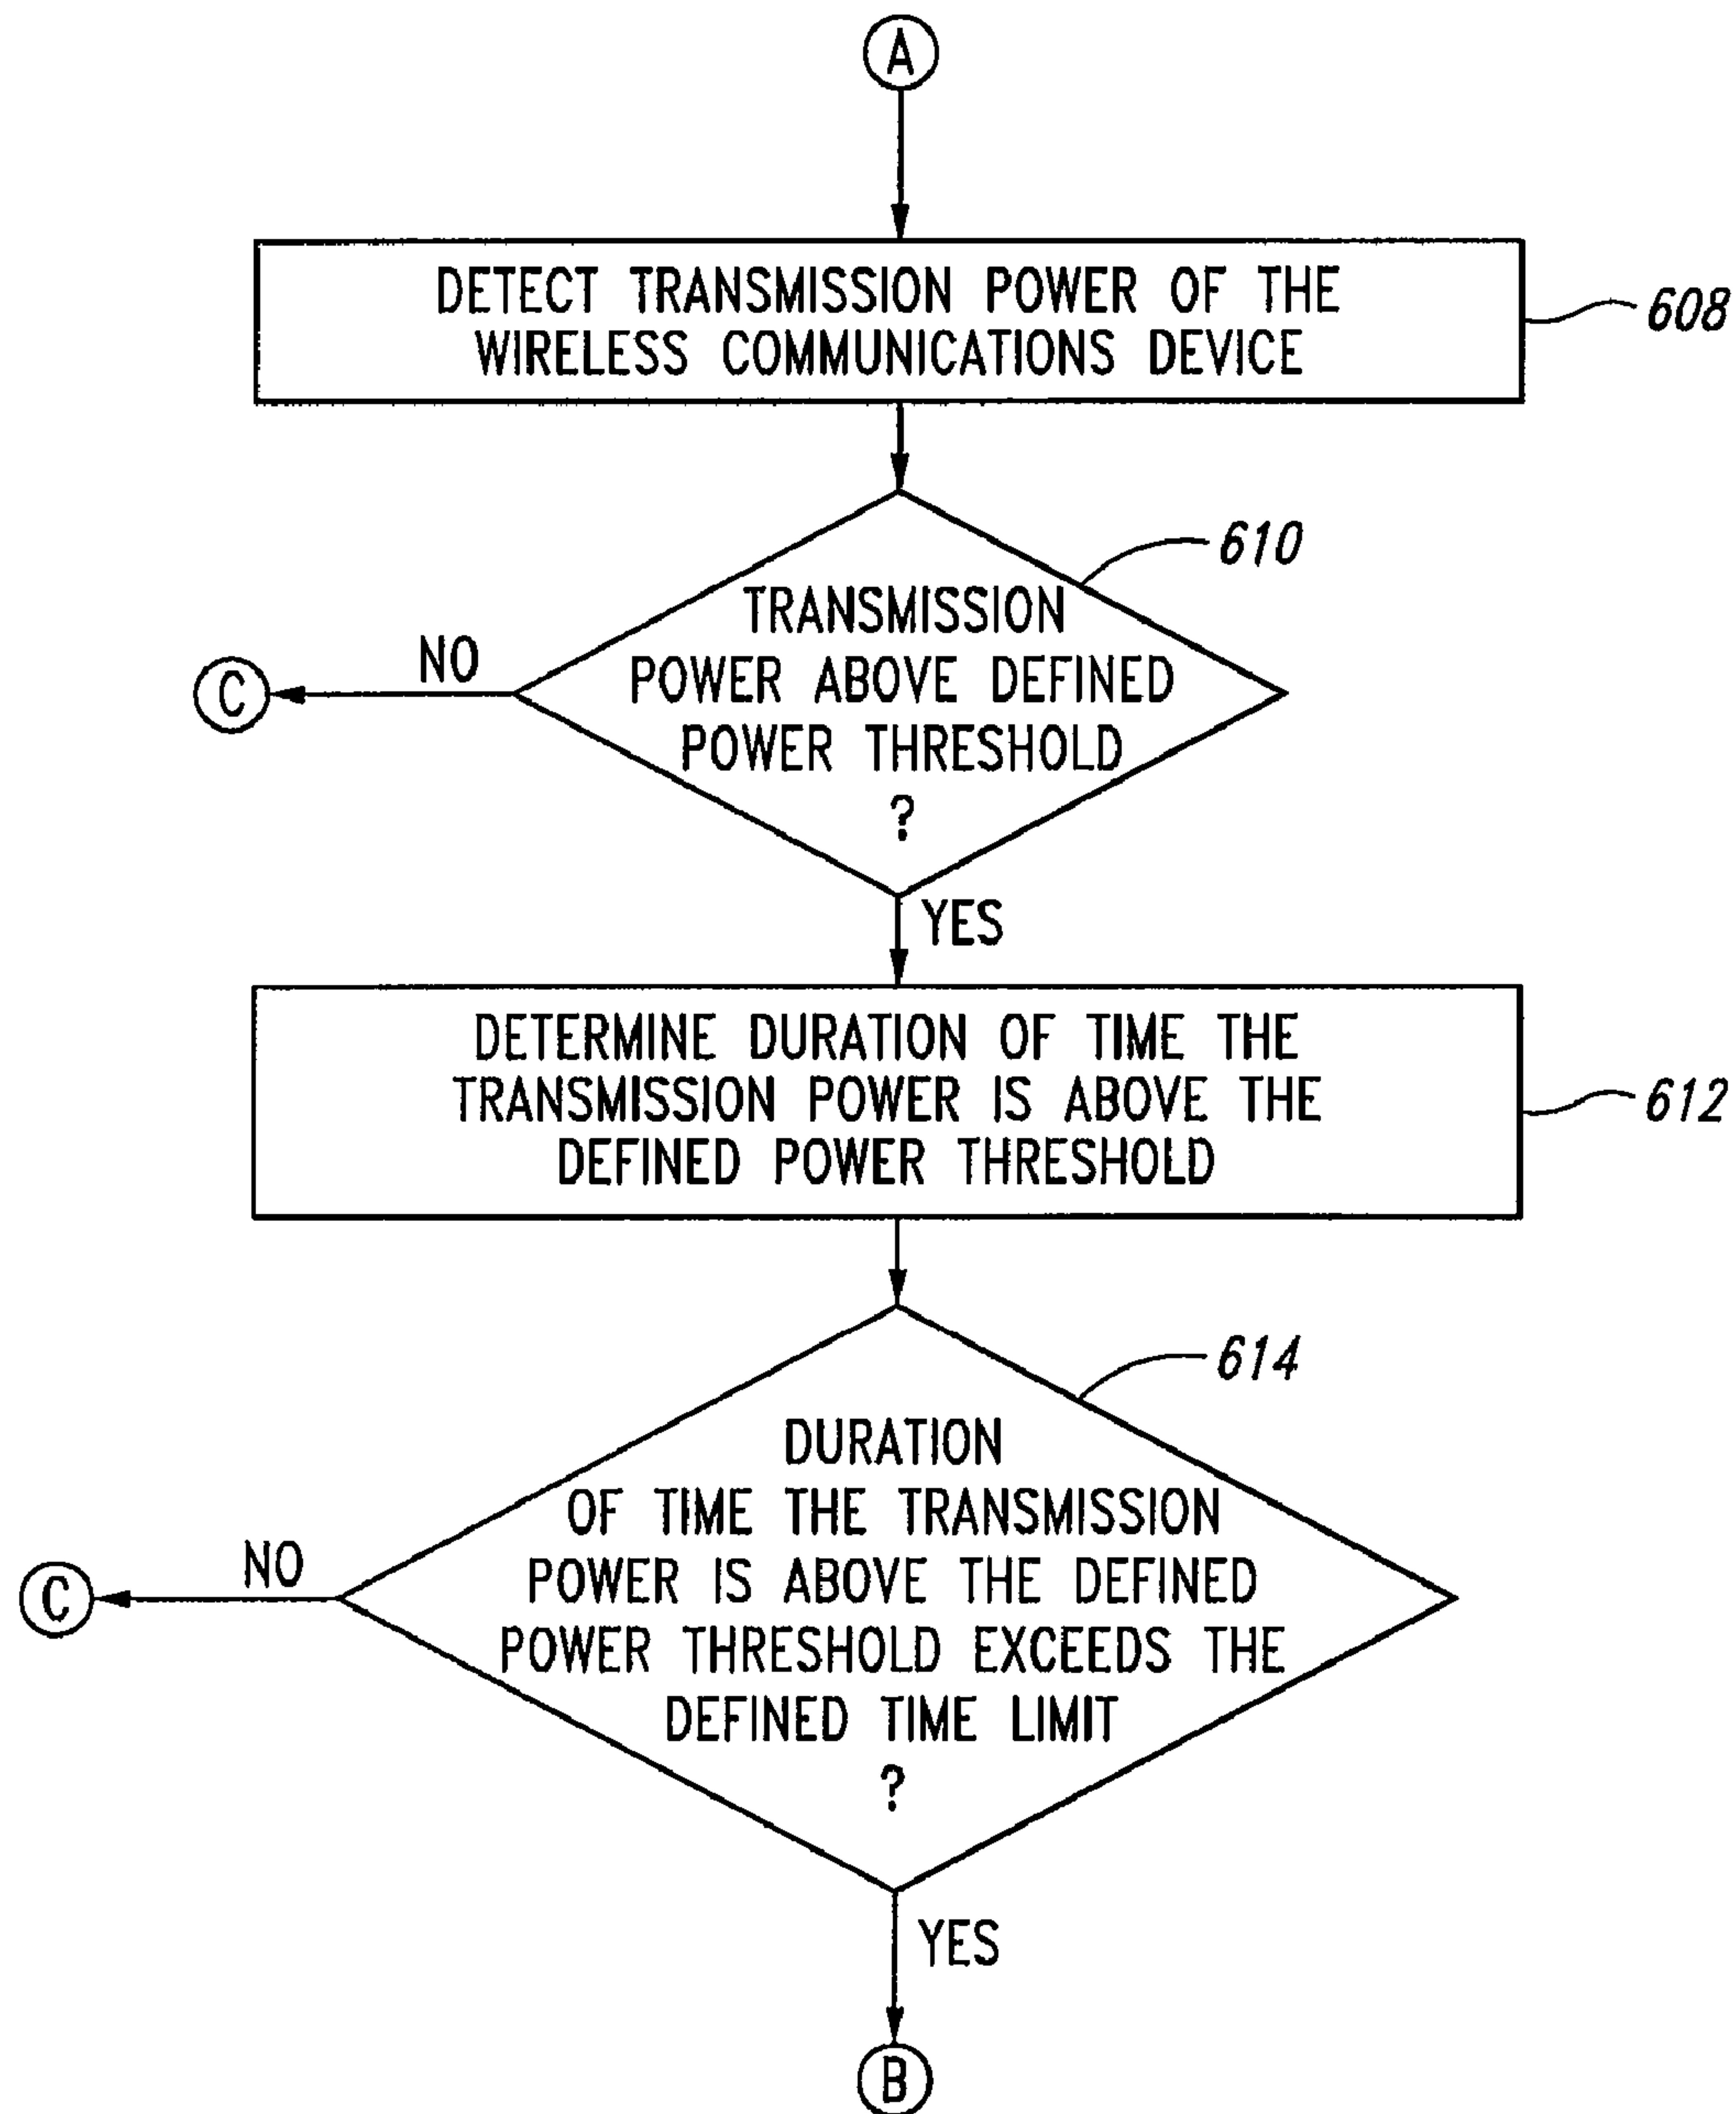 A
DETECT TRANSMISSION POWER OF THE
WIRELESS COMMUNICATIONS DEVICE
608
610
TRANSMISSION
POWER ABOVE DEFINED
POWER THRESHOLD
?
NO
C
YES
DETERMINE DURATION OF TIME THE
TRANSMISSION POWER IS ABOVE THE
DEFINED POWER THRESHOLD
612
614
DURATION
OF TIME THE TRANSMISSION
POWER IS ABOVE THE DEFINED
POWER THRESHOLD EXCEEDS THE
DEFINED TIME LIMIT
?
NO
C
YES
B